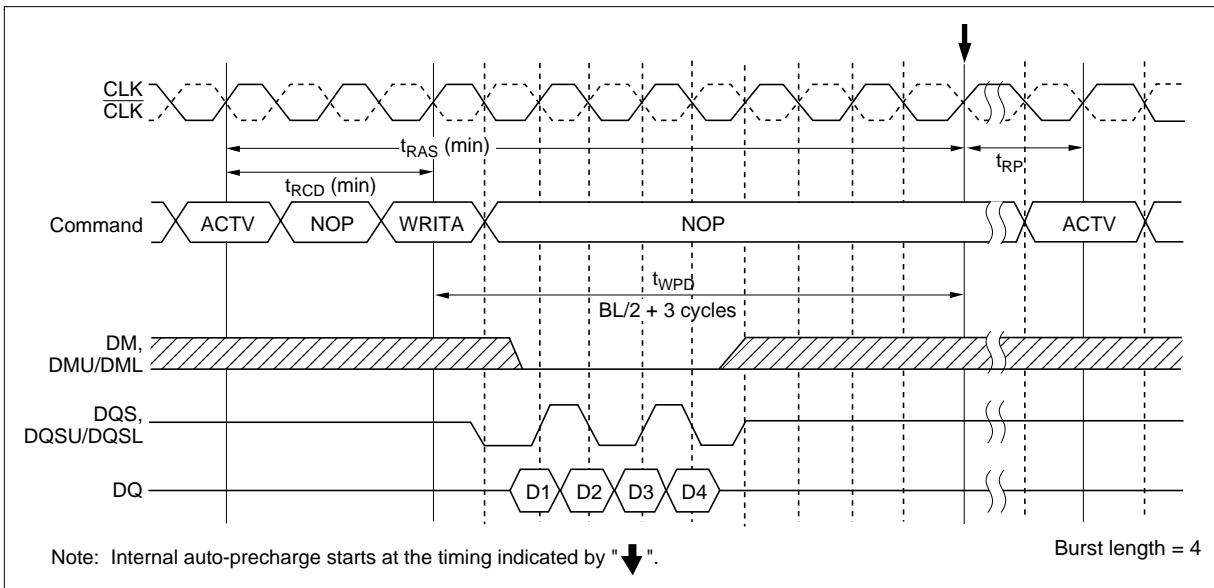 CLK
CLK
tRAS (min)
tRP
tRCD (min)
Command ACTV NOP WRITA NOP ACTV
tWPD
BL/2 + 3 cycles
DM,
DMU/DML
DQS,
DQSU/DQSL
DQ D1 D2 D3 D4
Note: Internal auto-precharge starts at the timing indicated by " ".
Burst length = 4